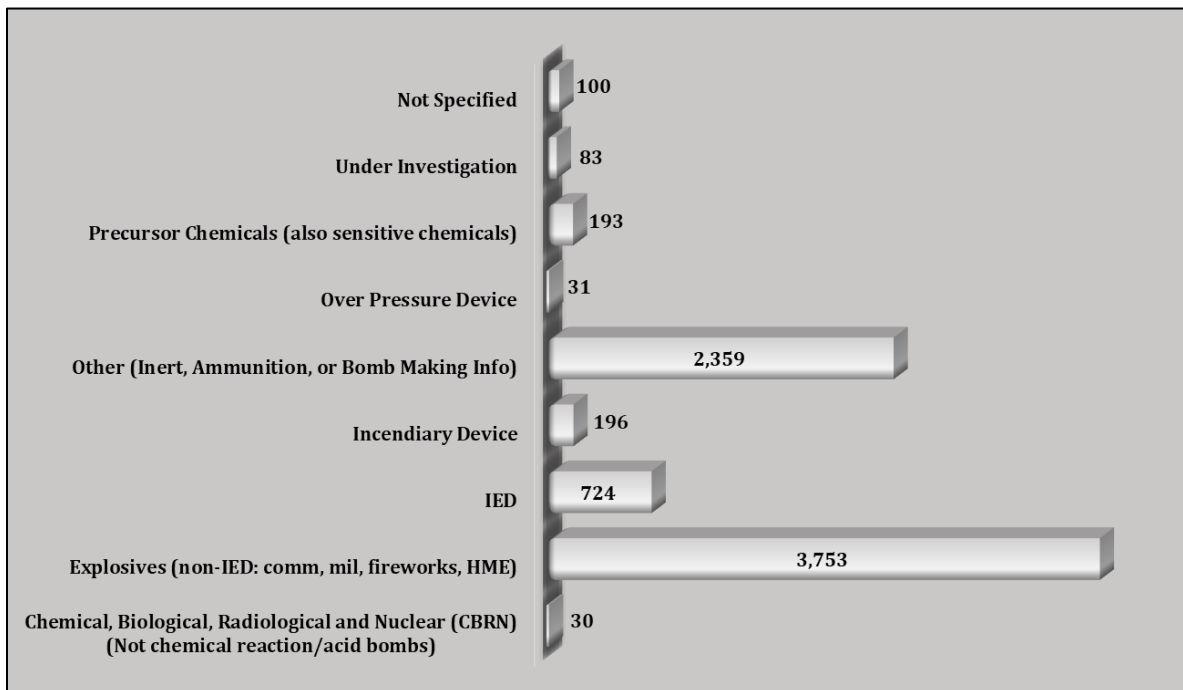 Not Specified 100
Under Investigation 83
Precursor Chemicals (also sensitive chemicals) 193
Over Pressure Device 31
Other (Inert, Ammunition, or Bomb Making Info) 2,359
Incendiary Device 196
IED 724
Explosives (non-IED: comm, mil, fireworks, HME) 3,753
Chemical, Biological, Radiological and Nuclear (CBRN) 30
(Not chemical reaction/acid bombs)